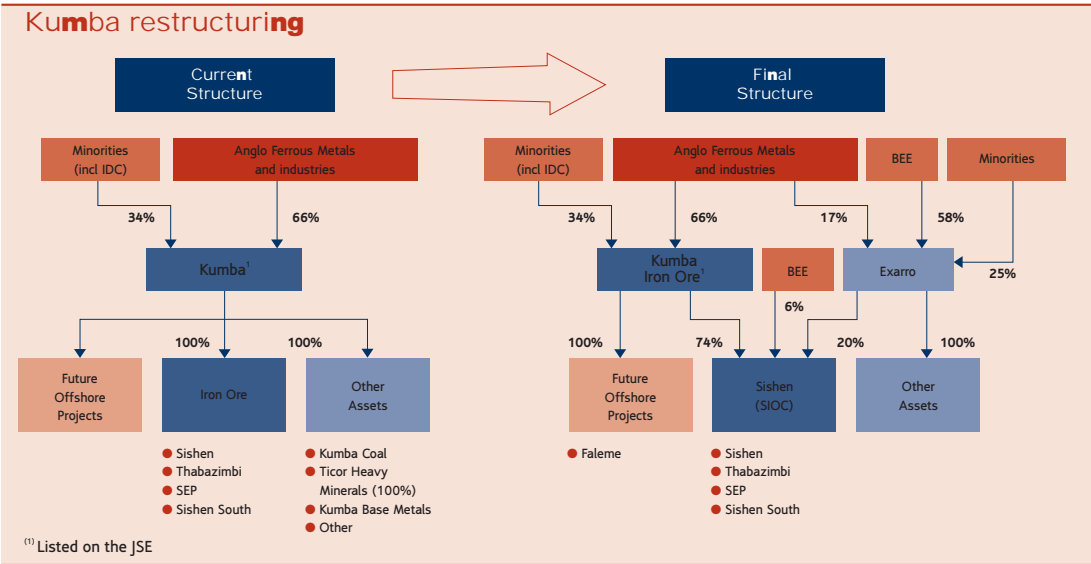 Kumba restructuring
Current
Structure
Final
Structure
Minorities
(incl IDC)
Anglo Ferrous Metals
and industries
34%
66%
Kumba¹
100%
100%
Future
Offshore
Projects
Iron Ore
Other
Assets
● Sishen
● Thabazimbi
● SEP
● Sishen South
● Kumba Coal
● Ticor Heavy
Minerals (100%)
● Kumba Base Metals
● Other
Minorities
(incl IDC)
Anglo Ferrous Metals
and industries
BEE
Minorities
34%
66%
17%
58%
Kumba
Iron Ore¹
BEE
Exarro
25%
6%
100%
74%
20%
100%
Future
Offshore
Projects
Sishen
(SIOC)
Other
Assets
● Faleme
● Sishen
● Thabazimbi
● SEP
● Sishen South
(1) Listed on the JSE